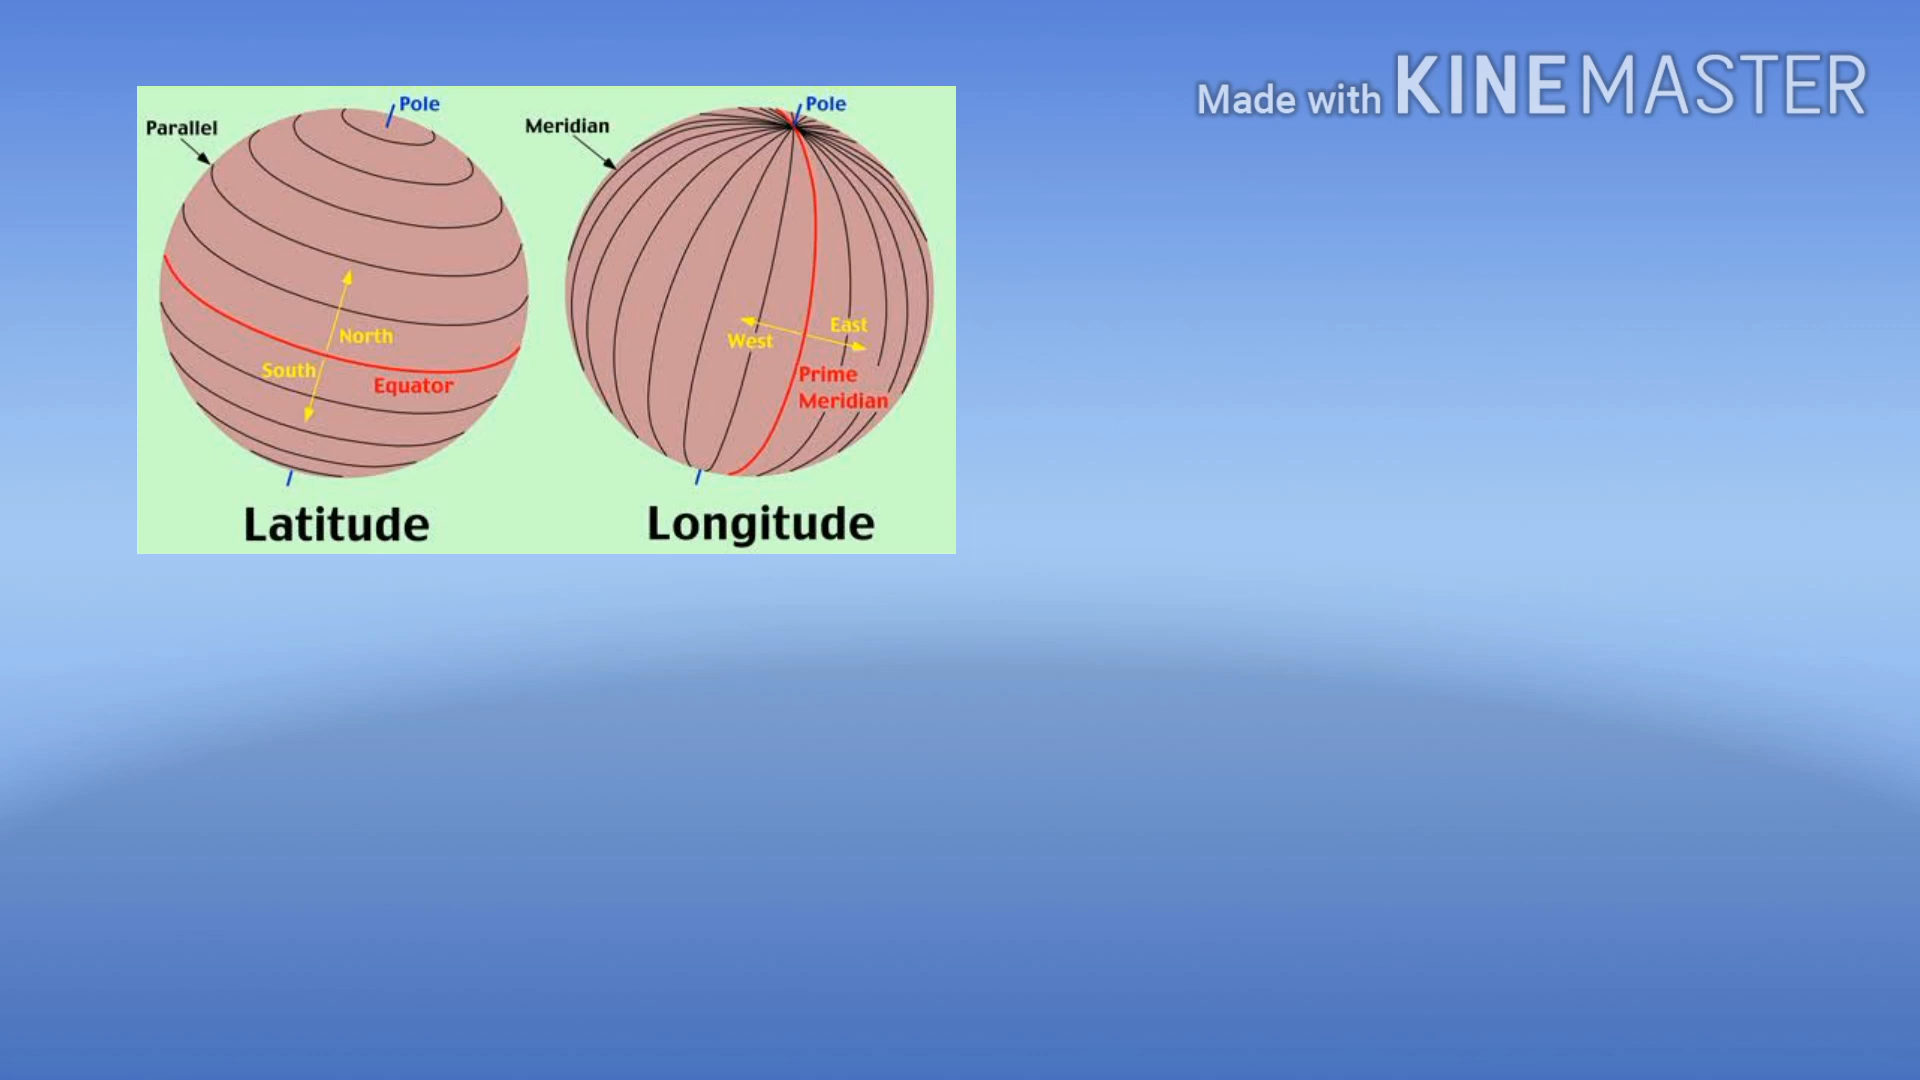 Made with KINEMASTER
Pole
Parallel
North
South
Equator
Latitude
Pole
Meridian
East
West
Prime
Meridian
Longitude